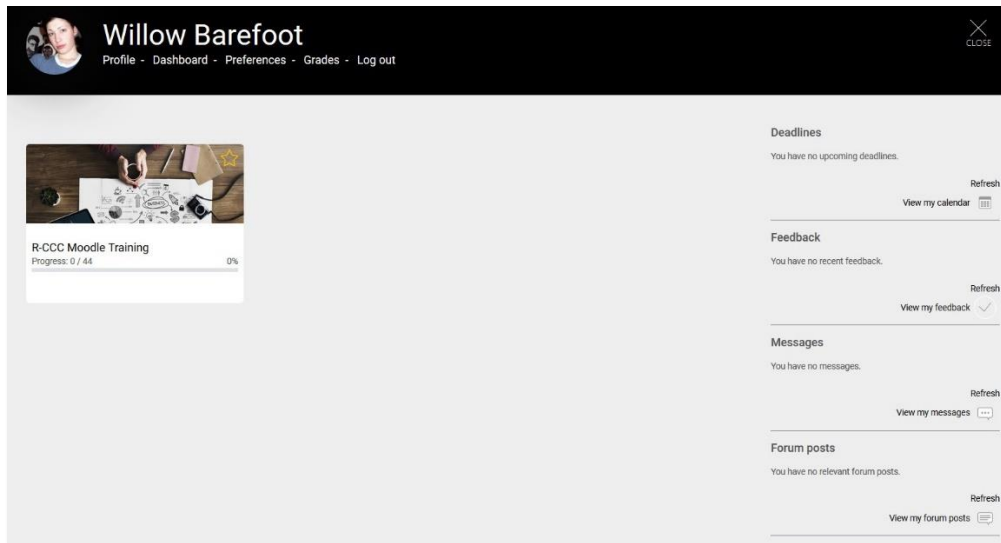 Willow Barefoot
Profile - Dashboard - Preferences - Grades - Log out
CLOSE
R-CCC Moodle Training
Progress: 0 / 44 0%
Deadlines
You have no upcoming deadlines.
Refresh
View my calendar
Feedback
You have no recent feedback.
Refresh
View my feedback
Messages
You have no messages.
Refresh
View my messages
Forum posts
You have no relevant forum posts.
Refresh
View my forum posts